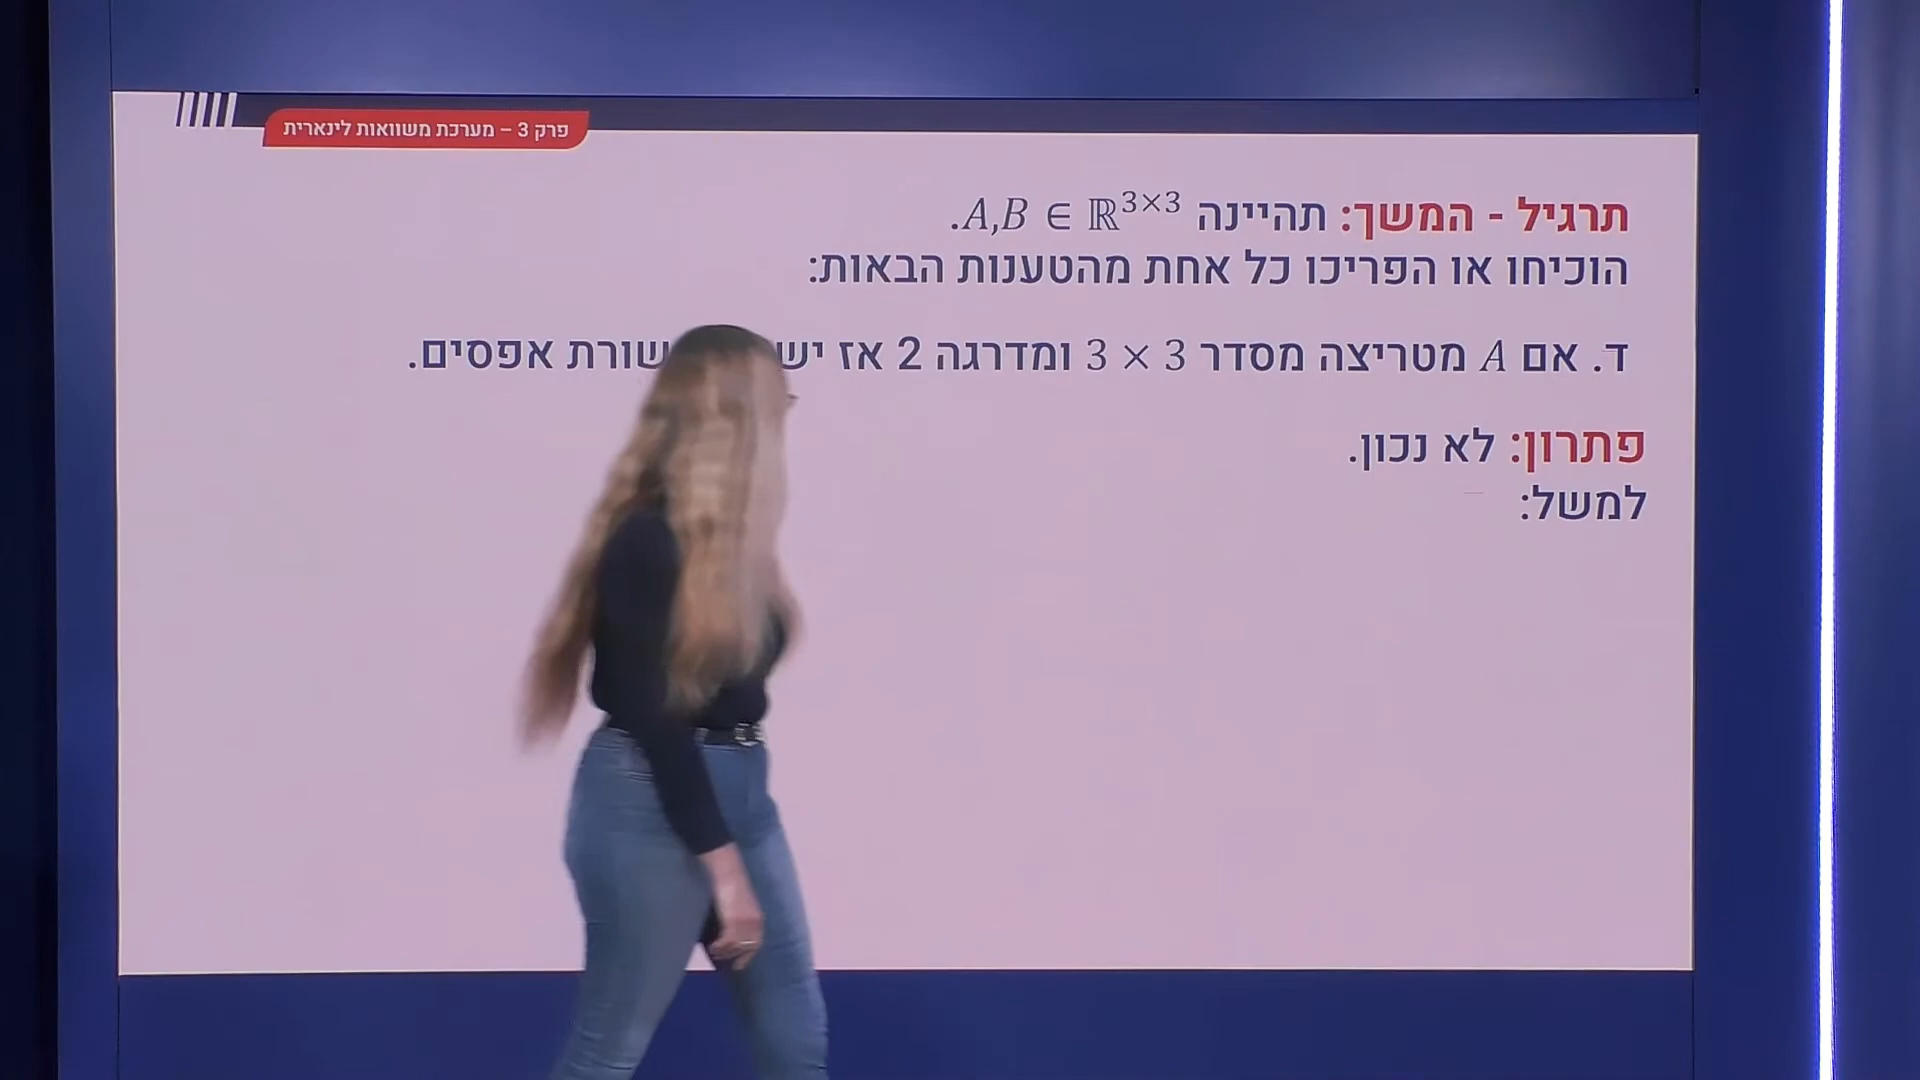 פרק 3 – מערכת משוואות לינארית
תרגיל - המשך: תהיינה A,B ∈ ℝ^{3×3}.
הוכיחו או הפריכו כל אחת מהטענות הבאות:
ד. אם A מטריצה מסדר 3 × 3 ומדרגה 2 אז יש שורת אפסים.
פתרון: לא נכון.
למשל: